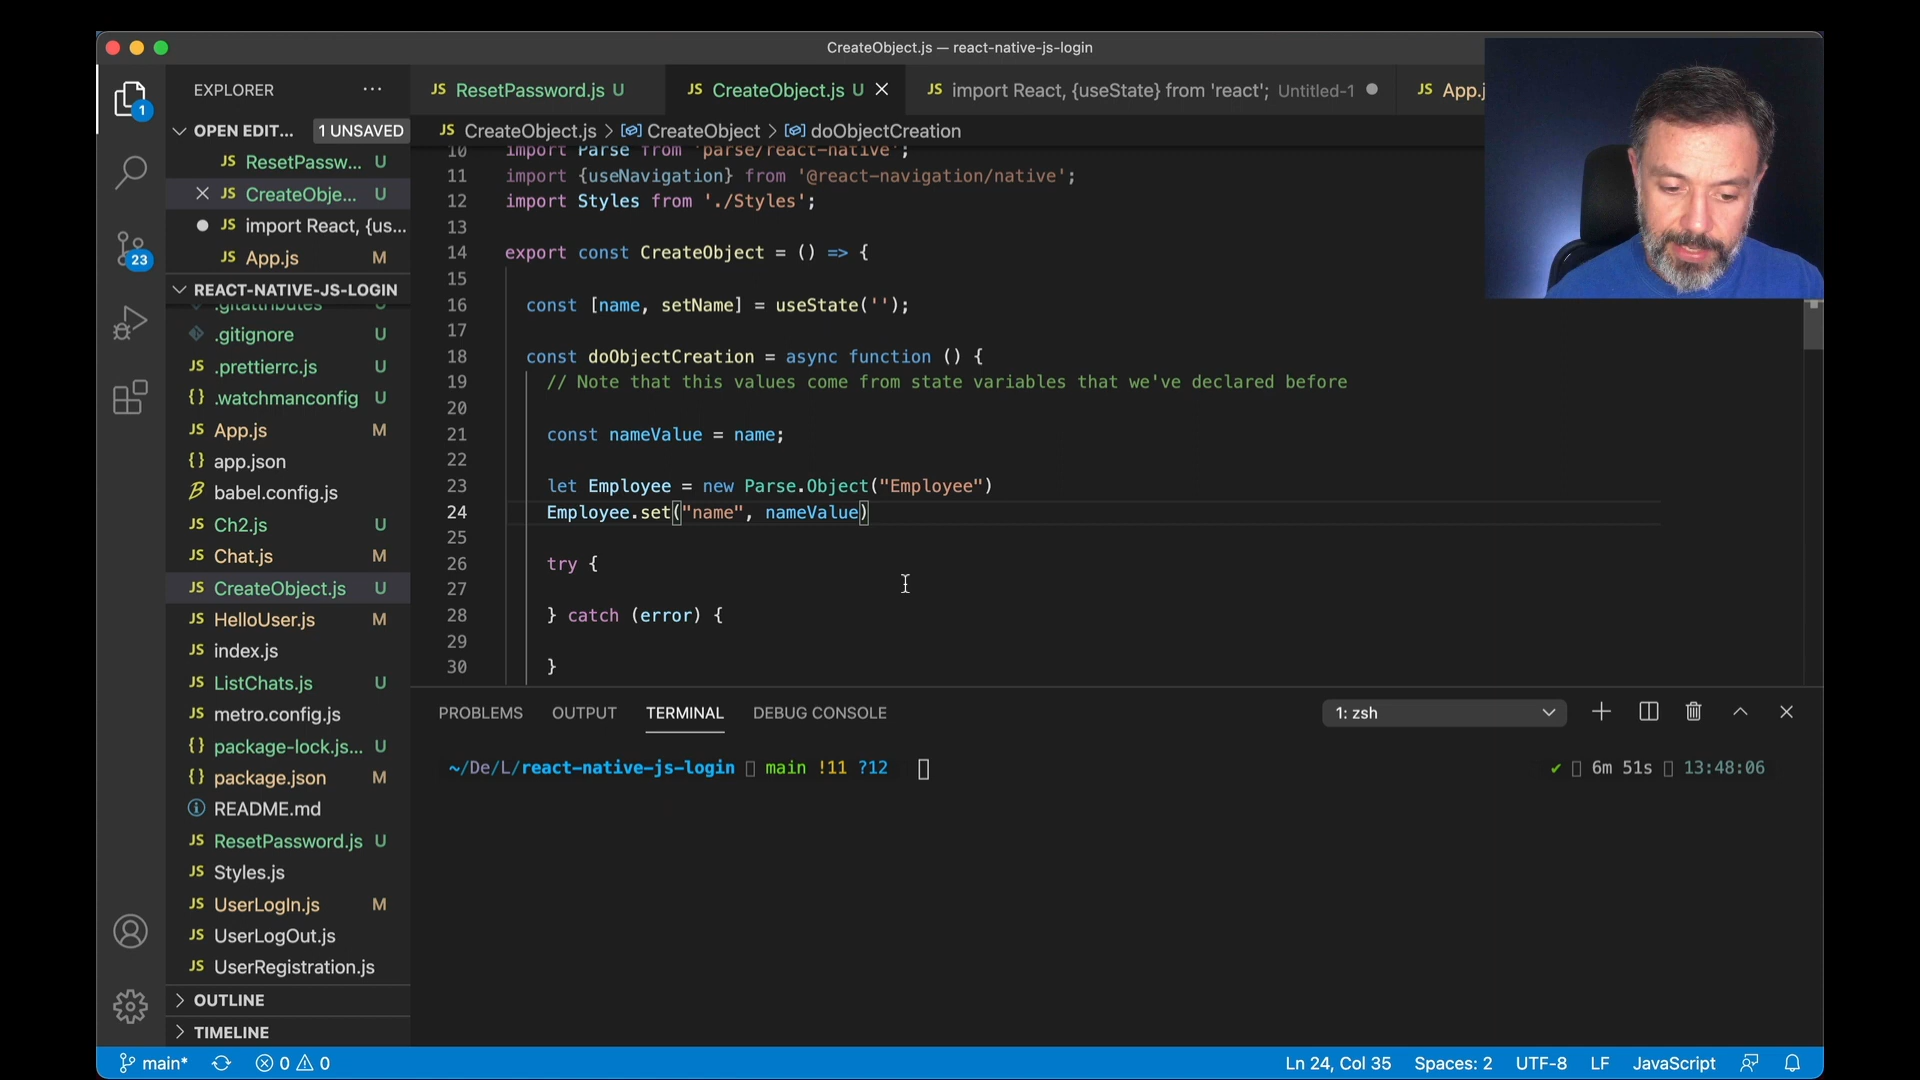 CreateObject.js — react-native-js-login
EXPLORER
JS ResetPassword.js U
JS CreateObject.js U
JS import React, {useState} from 'react'; Untitled-1
JS App.j
OPEN EDIT... 1 UNSAVED
JS ResetPassw... U
JS CreateObje... U
JS import React, {us...
JS App.js M
REACT-NATIVE-JS-LOGIN
.gitattributes U
.gitignore U
JS .prettierrc.js U
{} .watchmanconfig U
JS App.js M
{} app.json
babel.config.js
JS Ch2.js U
JS Chat.js M
JS CreateObject.js U
JS HelloUser.js M
JS index.js
JS ListChats.js U
JS metro.config.js
{} package-lock.js... U
{} package.json M
README.md
JS ResetPassword.js U
JS Styles.js
JS UserLogIn.js M
JS UserLogOut.js
JS UserRegistration.js
OUTLINE
TIMELINE
1
23
JS CreateObject.js > CreateObject > doObjectCreation
10 import Parse from 'parse/react-native';
11 import {useNavigation} from '@react-navigation/native';
12 import Styles from './Styles';
13
14 export const CreateObject = () => {
15
16 const [name, setName] = useState('');
17
18 const doObjectCreation = async function () {
19 // Note that this values come from state variables that we've declared before
20
21 const nameValue = name;
22
23 let Employee = new Parse.Object("Employee")
24 Employee.set("name", nameValue)
25
26 try {
27
28 } catch (error) {
29
30 }
PROBLEMS OUTPUT TERMINAL DEBUG CONSOLE
1: zsh
~/De/L/react-native-js-login main !11 ?12
✔ 6m 51s 13:48:06
main* 0 0
Ln 24, Col 35 Spaces: 2 UTF-8 LF JavaScript